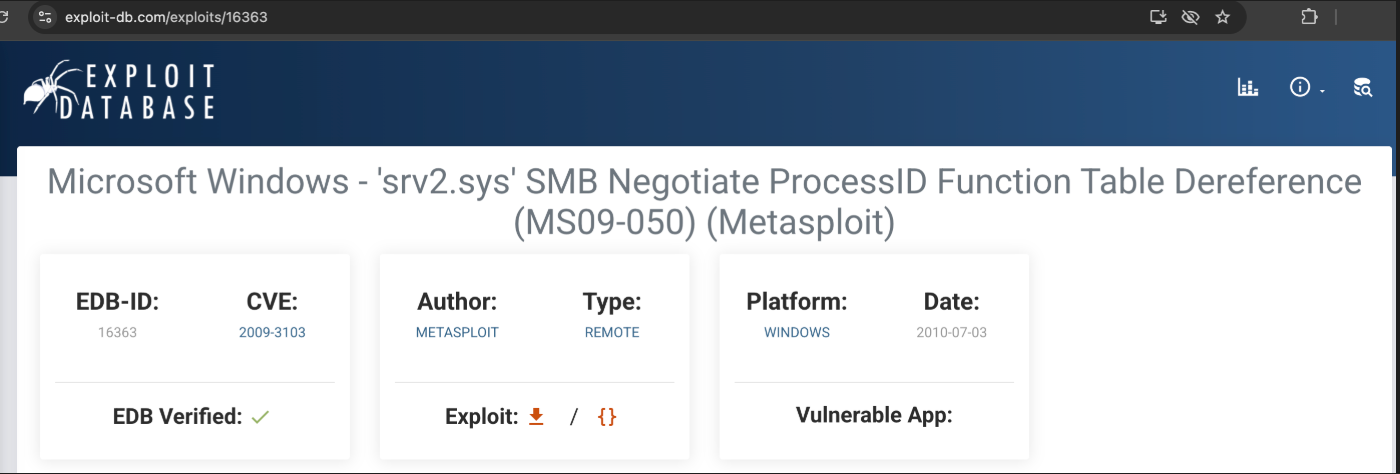 exploit-db.com/exploits/16363
EXPLOIT
DATABASE
Microsoft Windows - 'srv2.sys' SMB Negotiate ProcessID Function Table Dereference
(MS09-050) (Metasploit)
EDB-ID:
16363
CVE:
2009-3103
EDB Verified:
Author:
METASPLOIT
Type:
REMOTE
Exploit: / {}
Platform:
WINDOWS
Date:
2010-07-03
Vulnerable App: